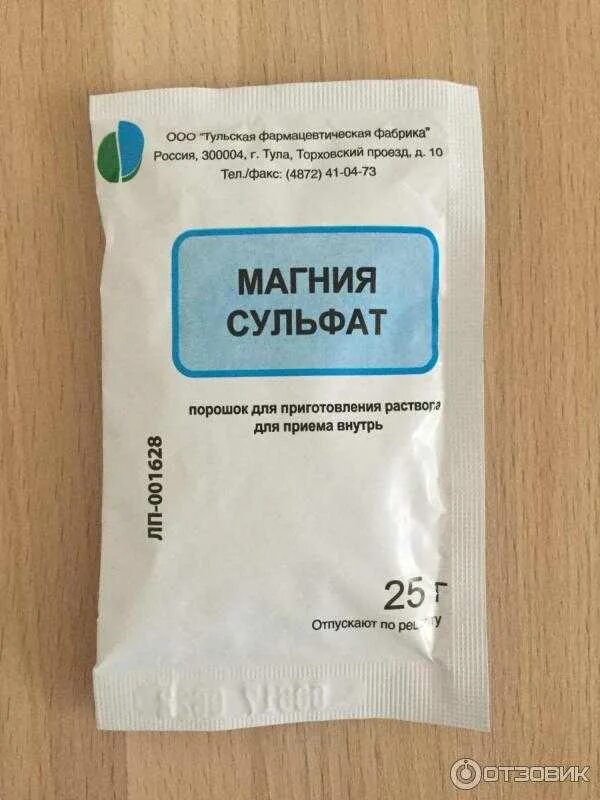 ООО "Тульская фармацевтическая фабрика"
Россия, 300004, г. Тула, Торховский проезд, д. 10
Тел./факс: (4872) 41-04-73
МАГНИЯ
СУЛЬФАТ
порошок для приготовления раствора
для приема внутрь
ЛП-001628
25 г
Отпускают по рецепту
ОТЗОВИК